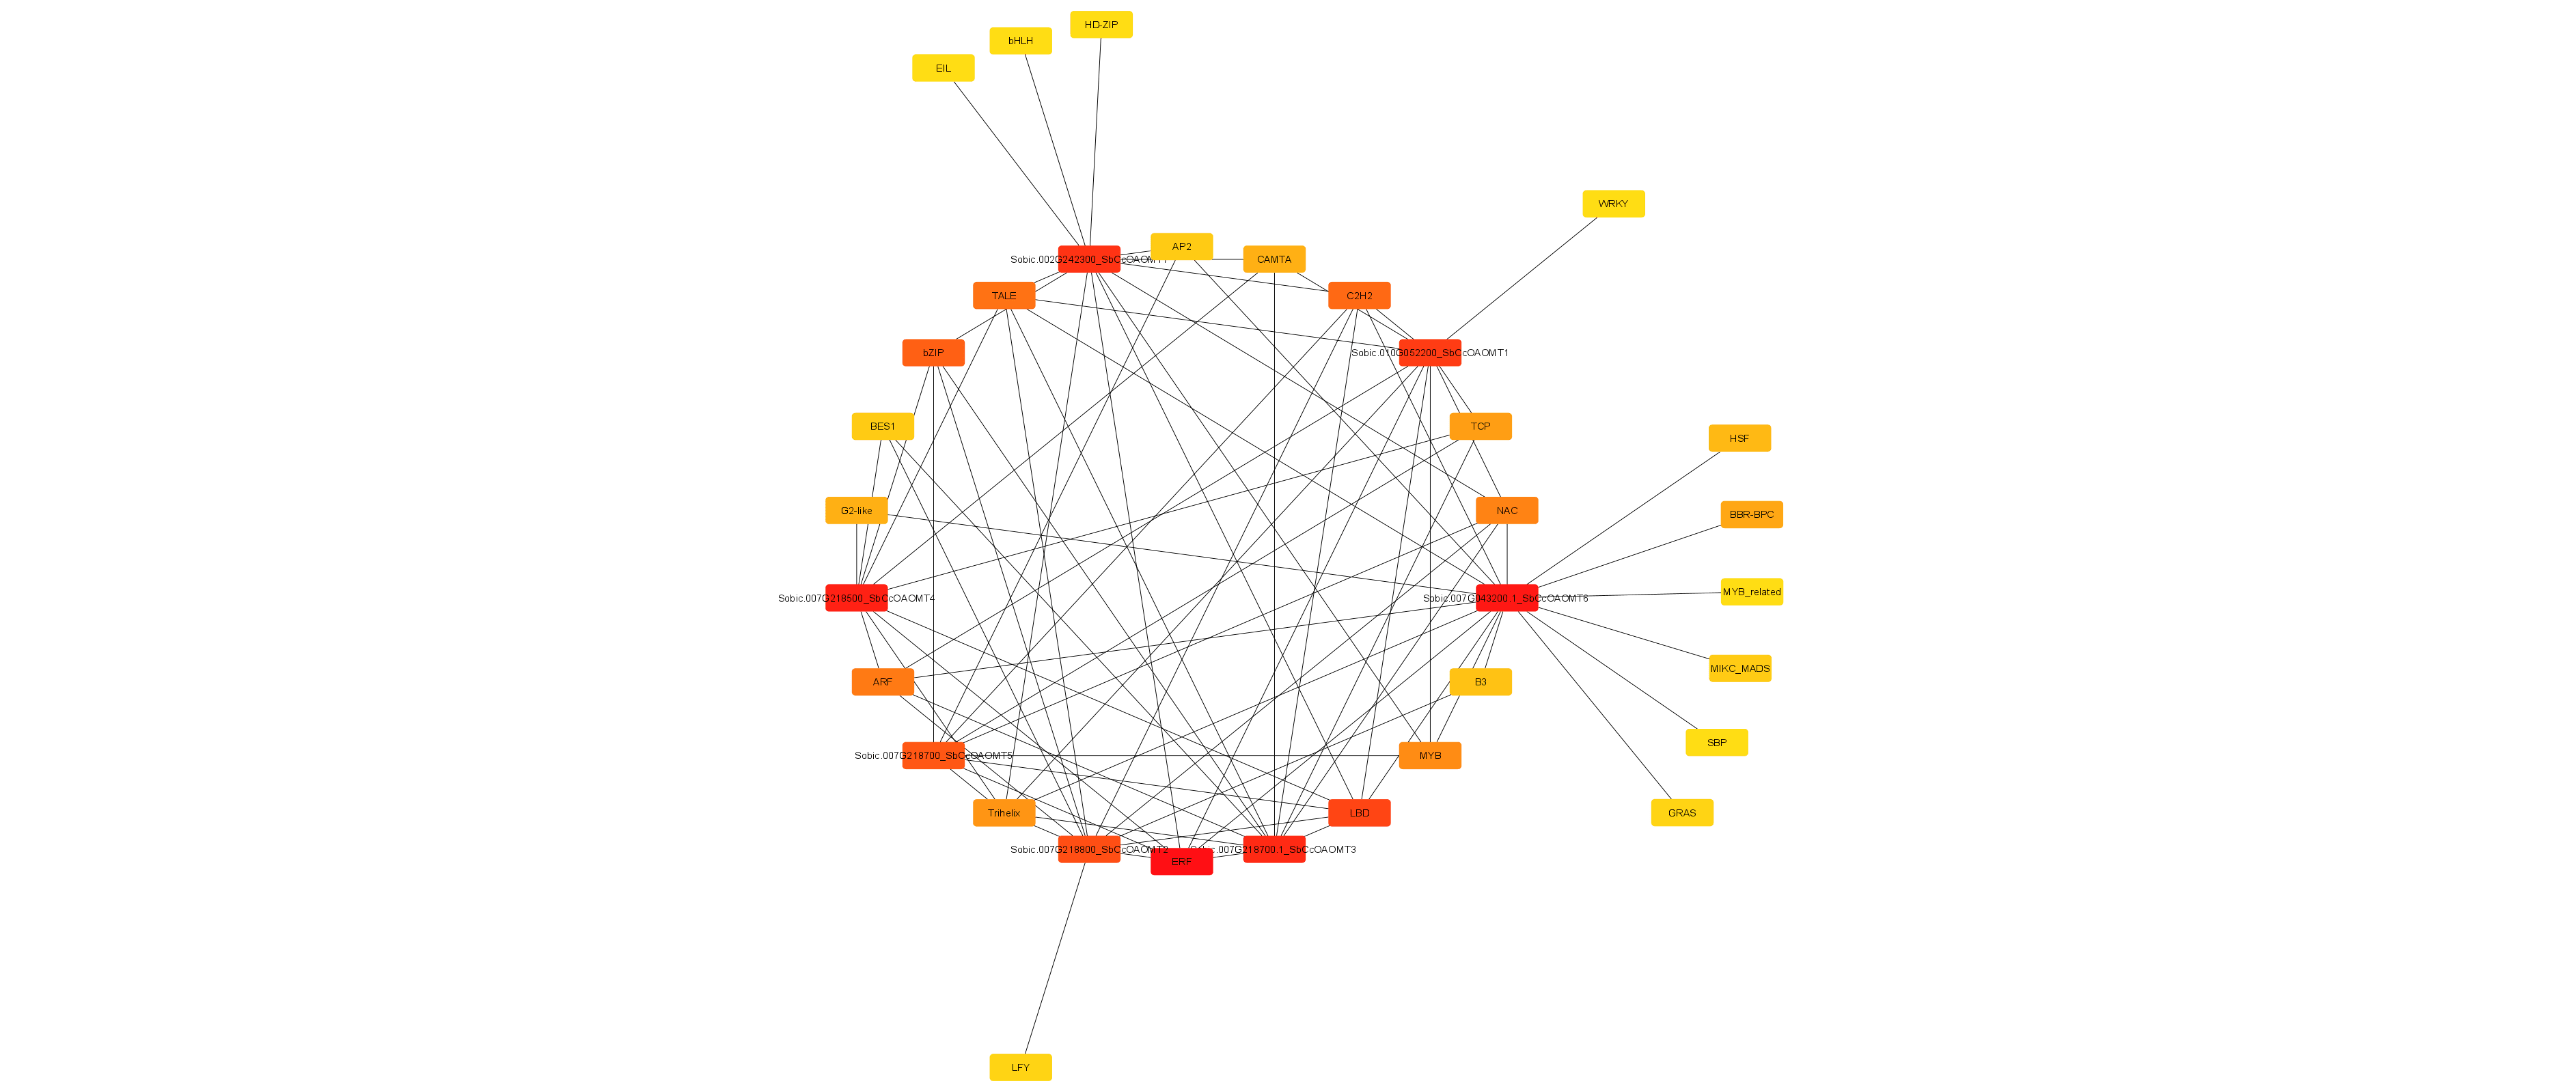 HD-ZIP
bHLH
EIL
WRKY
AP2
Sobic.002G242300_SbCcOAOMT
CAMTA
TALE
C2H2
bZIP
Sobic.010G052200_SbCcOAOMT1
BES1
TCP
HSF
G2-like
NAC
BBR-BPC
MYB_related
Sobic.007G218500_SbCcOAOMT4
Sobic.007G043200.1_SbCcOAOMT6
MIKC_MADS
ARF
B3
SBP
Sobic.007G218700_SbCcOAOMT5
MYB
Trihelix
LBD
GRAS
Sobic.007G218800_SbCcOAOMT2
ERF
.007G218700.1_SbCcOAOMT3
LFY